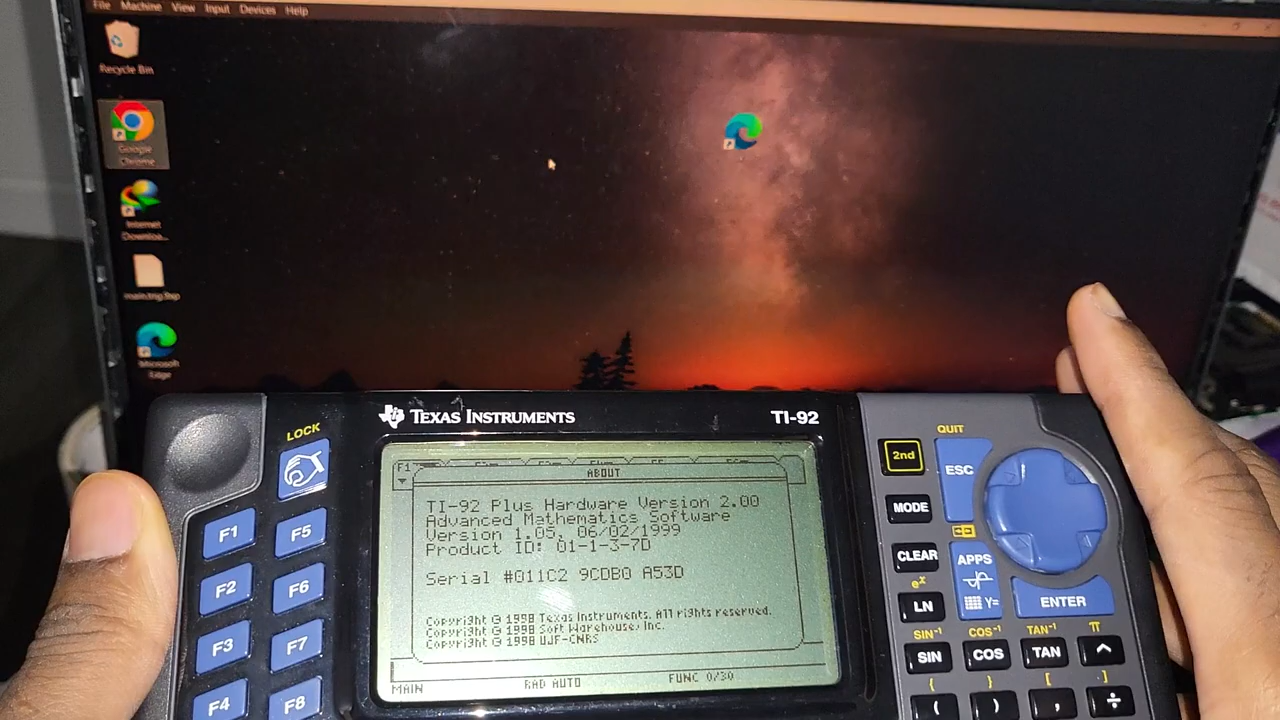 File Machine View Input Devices Help
Recycle Bin
Google
Chrome
Internet
Downloa...
Microsoft
Edge
LOCK
TEXAS INSTRUMENTS
TI-92
QUIT
2nd
ESC
MODE
CLEAR
APPS
Y=
eˣ
LN
ENTER
SIN⁻¹ COS⁻¹ TAN⁻¹ π
SIN COS TAN ^
{ } [ ]
( ) , ÷
F1 F5
F2 F6
F3 F7
F4 F8
F1
ABOUT
TI-92 Plus Hardware Version 2.00
Advanced Mathematics Software
Version 1.05, 06/02/1999
Product ID: 01-1-3-7D
Serial #011C2 9CDB0 A53D
Copyright © 1998 Texas Instruments. All rights reserved.
Copyright © 1998 Soft Warehouse, Inc.
Copyright © 1998 UJF-CNRS
MAIN RAD AUTO FUNC 0/30